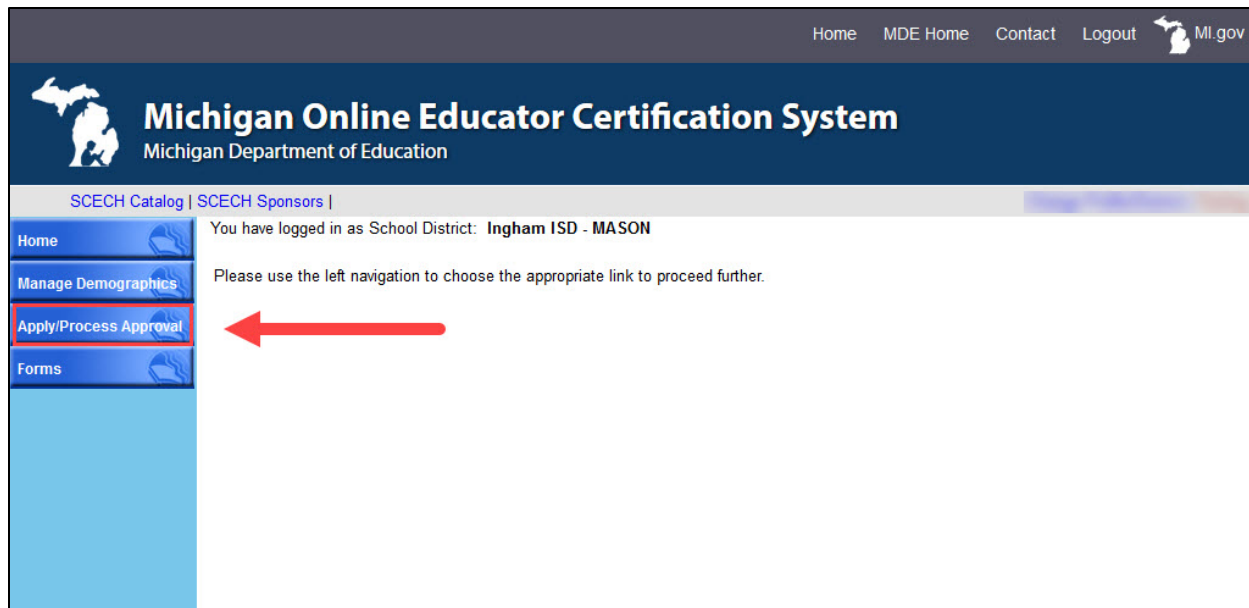 Home MDE Home Contact Logout MI.gov
Michigan Online Educator Certification System
Michigan Department of Education
SCECH Catalog | SCECH Sponsors |
Home
You have logged in as School District: Ingham ISD - MASON
Manage Demographics
Please use the left navigation to choose the appropriate link to proceed further.
Apply/Process Approval
Forms